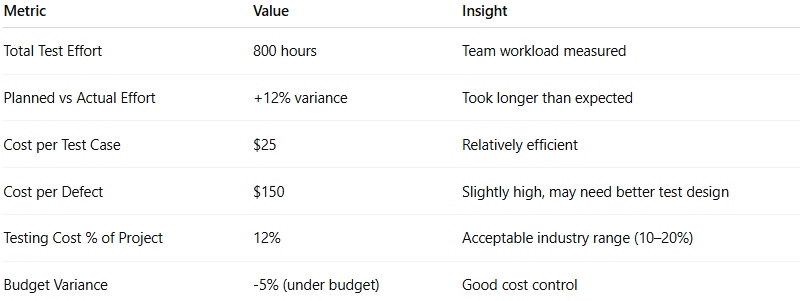 Metric Value Insight
Total Test Effort 800 hours Team workload measured
Planned vs Actual Effort +12% variance Took longer than expected
Cost per Test Case $25 Relatively efficient
Cost per Defect $150 Slightly high, may need better test design
Testing Cost % of Project 12% Acceptable industry range (10–20%)
Budget Variance -5% (under budget) Good cost control